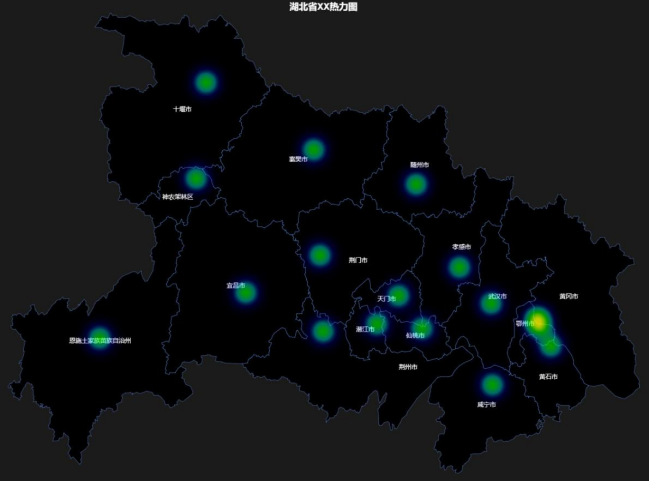 湖北省XX热力图
十堰市
襄樊市
随州市
神农架林区
孝感市
荆门市
宜昌市
武汉市
黄冈市
天门市
鄂州市
潜江市
仙桃市
恩施土家族苗族自治州
荆州市
黄石市
咸宁市